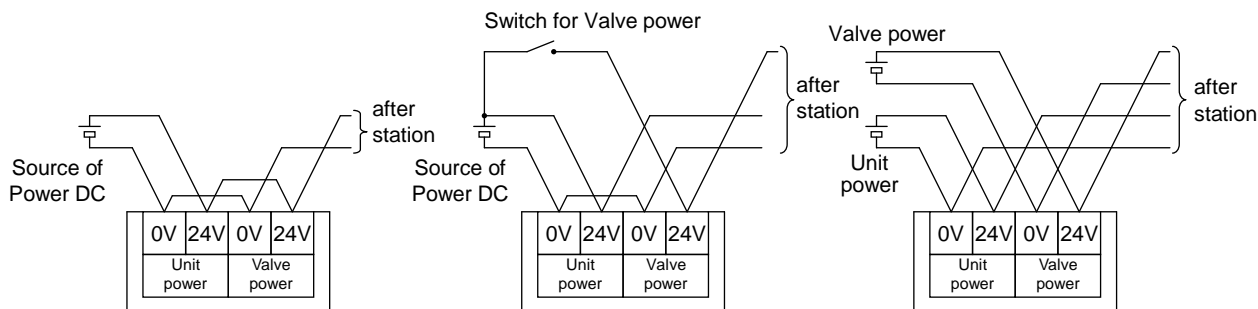 Source of
Power DC
after
station
0V 24V 0V 24V
Unit
power
Valve
power
Switch for Valve power
Source of
Power DC
after
station
0V 24V 0V 24V
Unit
power
Valve
power
Valve power
Unit
power
after
station
0V 24V 0V 24V
Unit
power
Valve
power